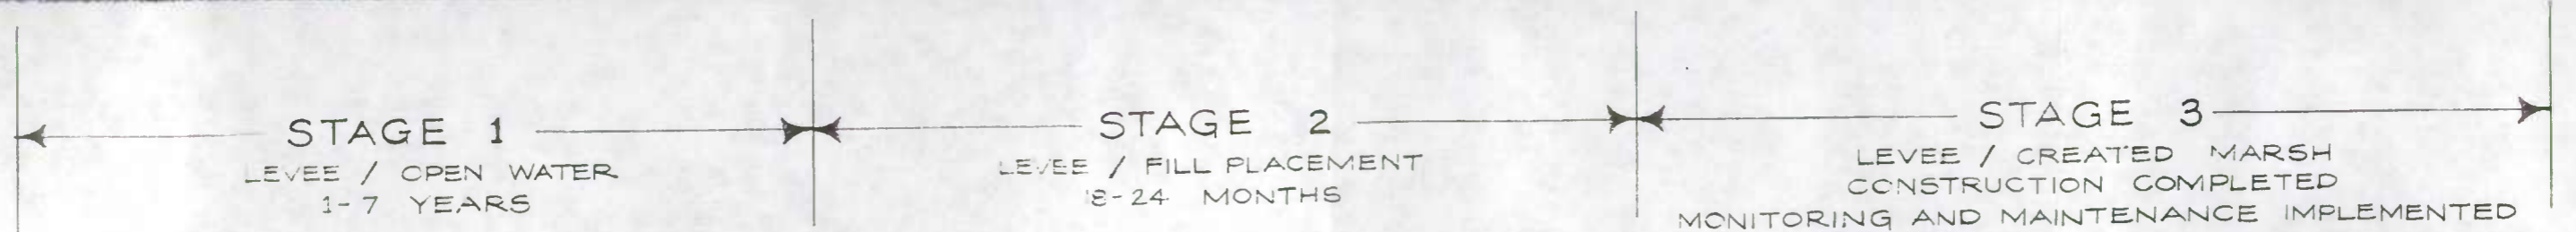 STAGE 1
LEVEE / OPEN WATER
1-7 YEARS
STAGE 2
LEVEE / FILL PLACEMENT
18-24 MONTHS
STAGE 3
LEVEE / CREATED MARSH
CONSTRUCTION COMPLETED
MONITORING AND MAINTENANCE IMPLEMENTED